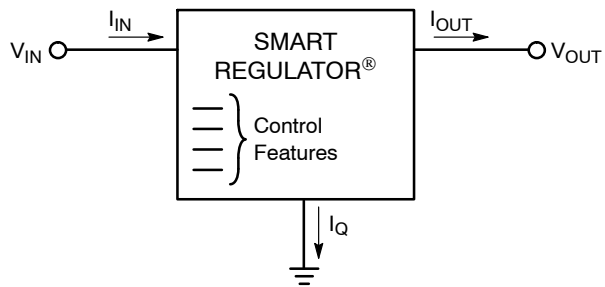 I_IN
I_OUT
V_IN
SMART
REGULATOR®
V_OUT
Control
Features
I_Q